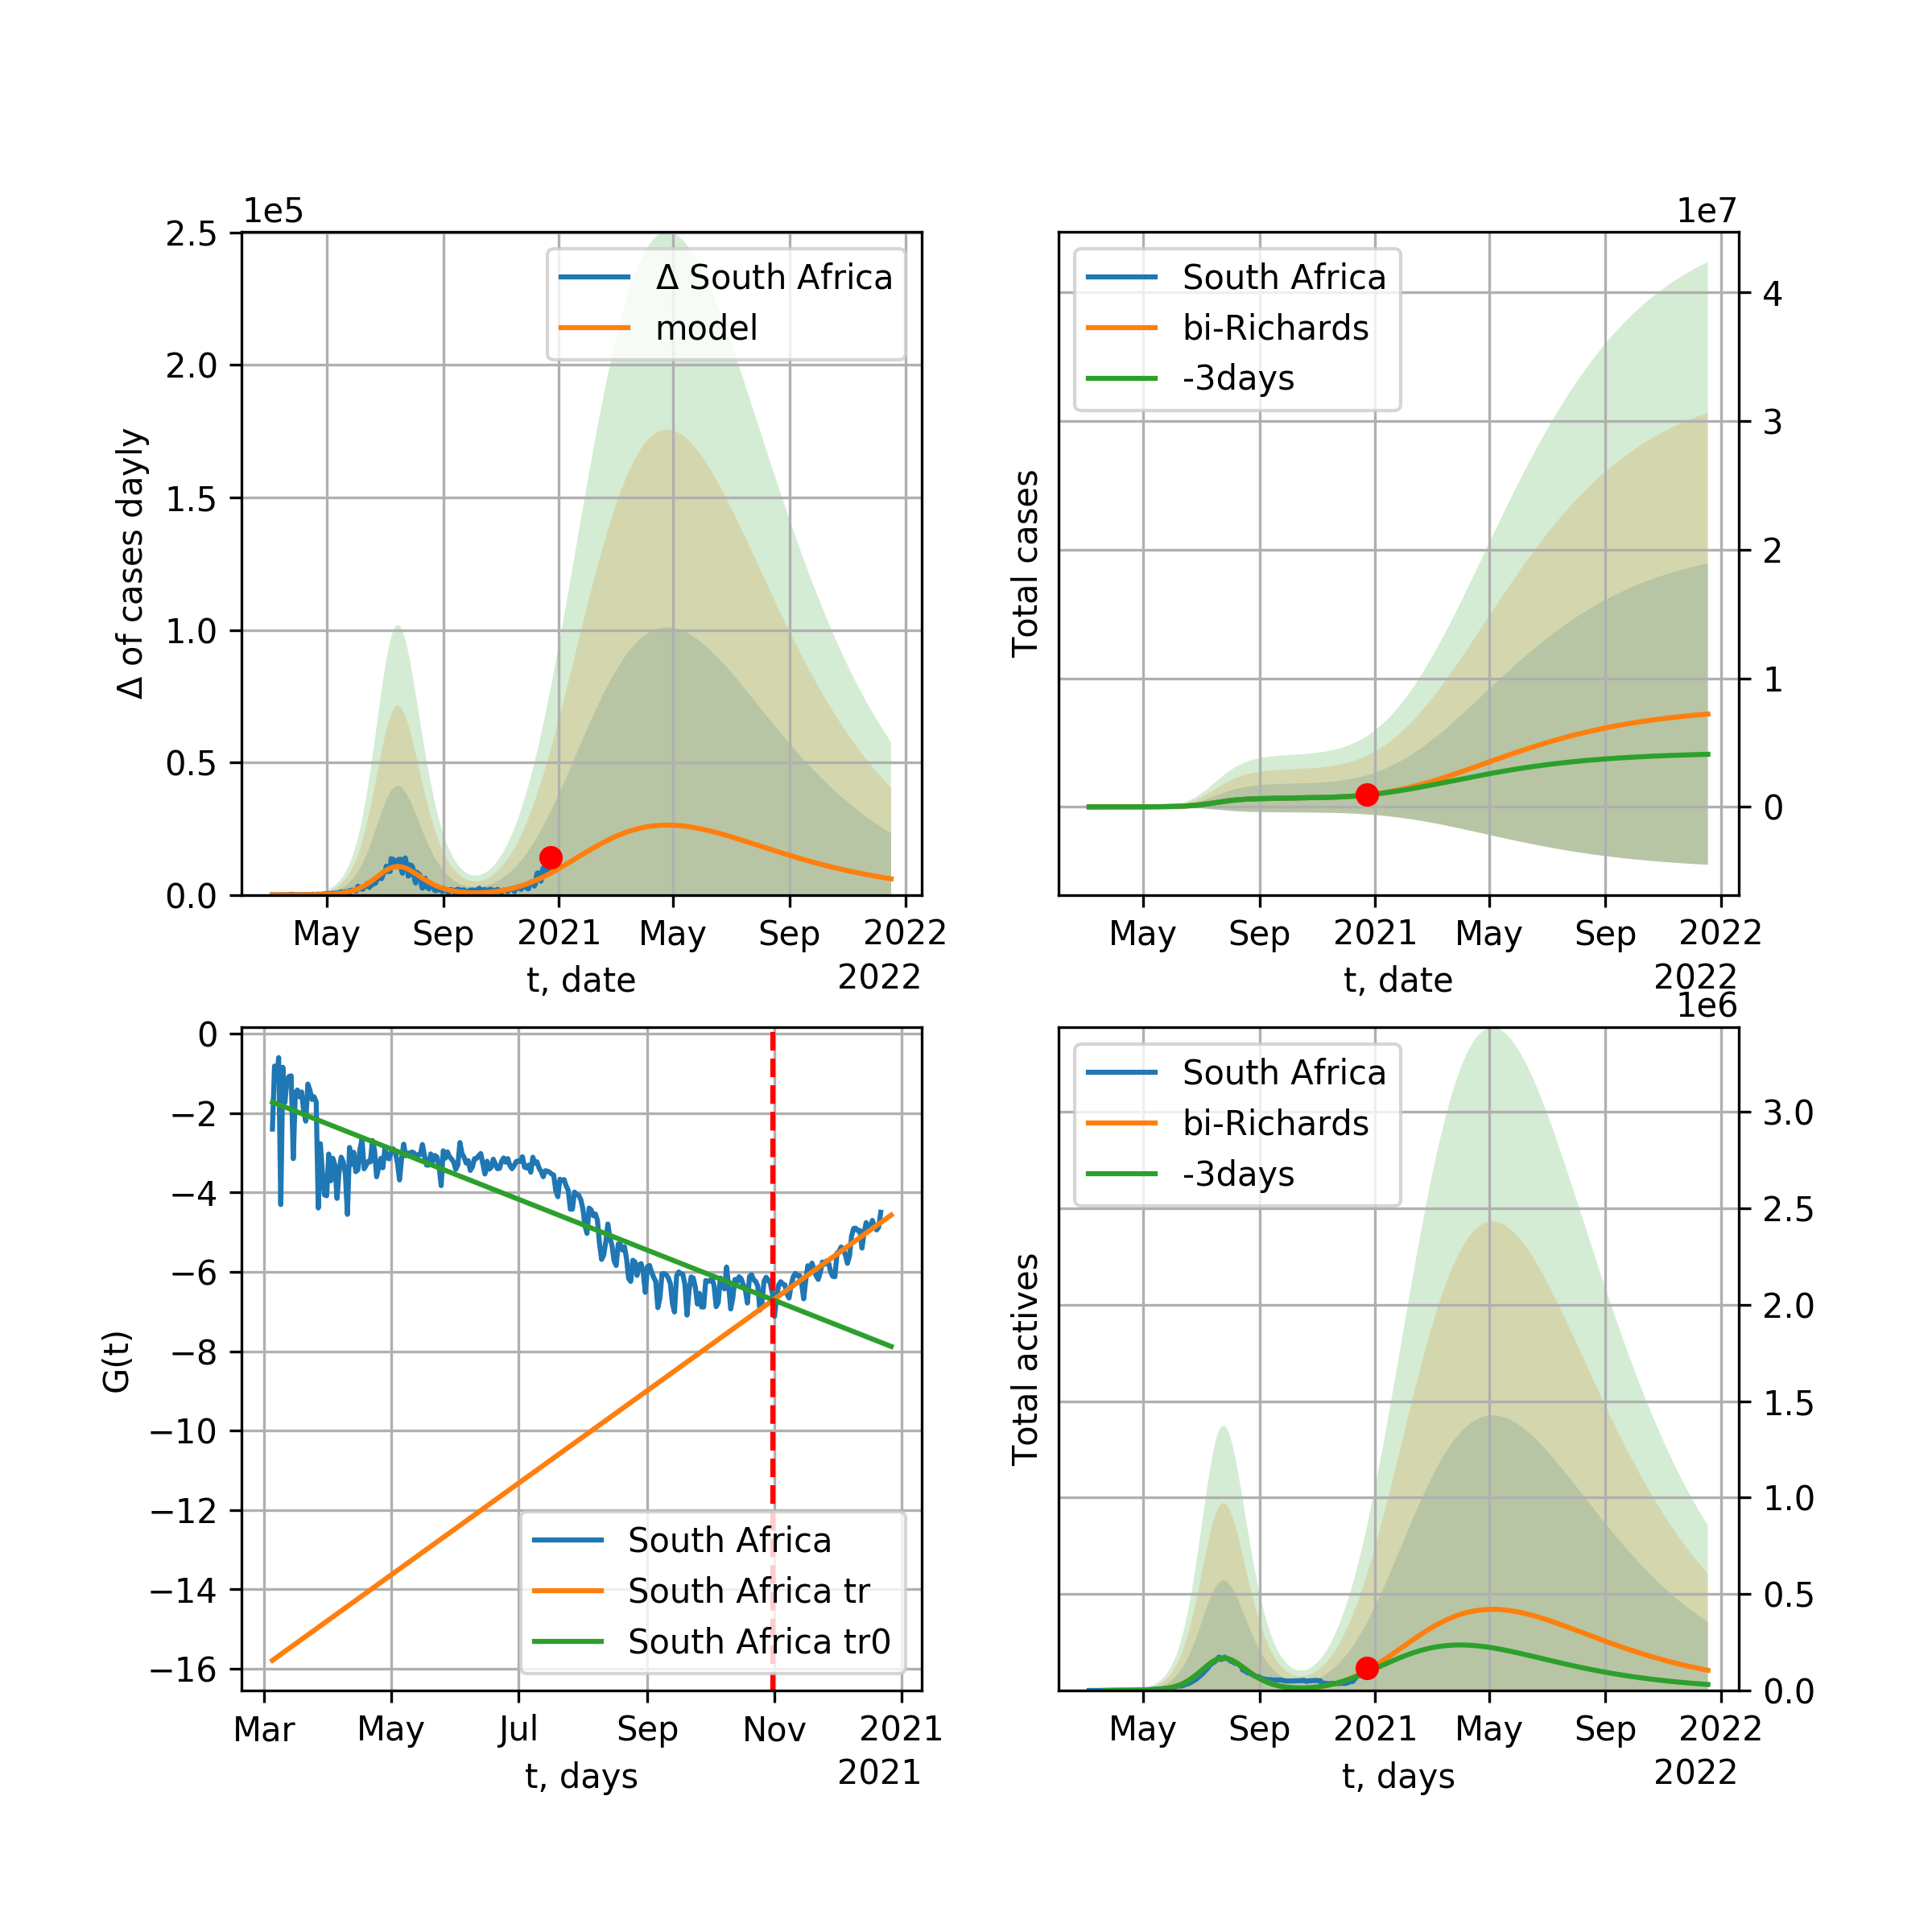 1e5
2.5
2.0
1.5
1.0
0.5
0.0
Δ of cases dayly
Δ South Africa
model
May Sep 2021 May Sep 2022
t, date
2022
1e7
South Africa
bi-Richards
-3days
Total cases
4
3
2
1
0
May Sep 2021 May Sep 2022
t, date
2022
0
−2
−4
−6
−8
−10
−12
−14
−16
G(t)
South Africa
South Africa tr
South Africa tr0
Mar May Jul Sep Nov 2021
t, days
2021
1e6
South Africa
bi-Richards
-3days
Total actives
3.0
2.5
2.0
1.5
1.0
0.5
0.0
May Sep 2021 May Sep 2022
t, days
2022